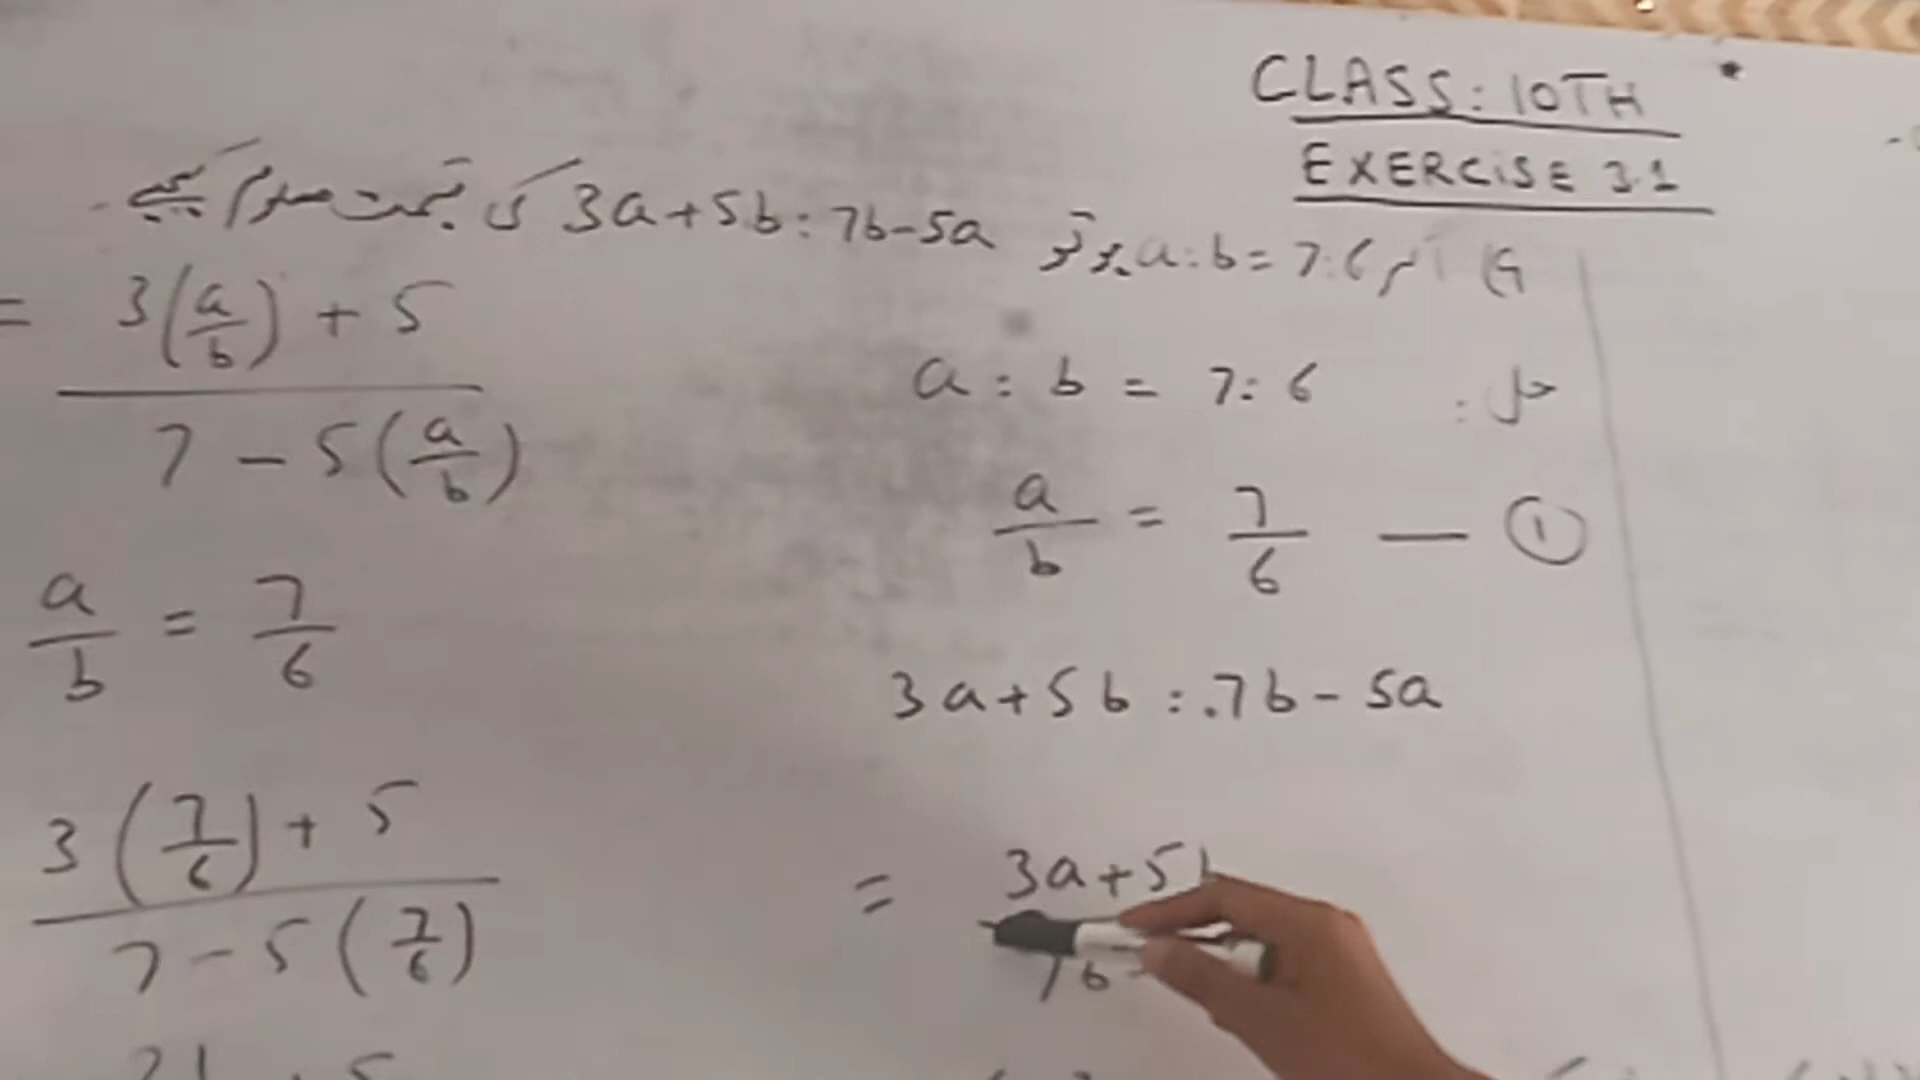 CLASS: 10TH
EXERCISE 3.1
اگر a:b = 7:6 ہو تو 3a+5b : 7b-5a کی قیمت معلوم کیجیے
حل:
a : b = 7:6
a/b = 7/6 — ①
3a+5b : 7b-5a
= 3a+5b / 7b-
= 3(a/b) + 5 / 7 - 5(a/b)
a/b = 7/6
3(7/6) + 5 / 7 - 5(7/6)
21 + 5